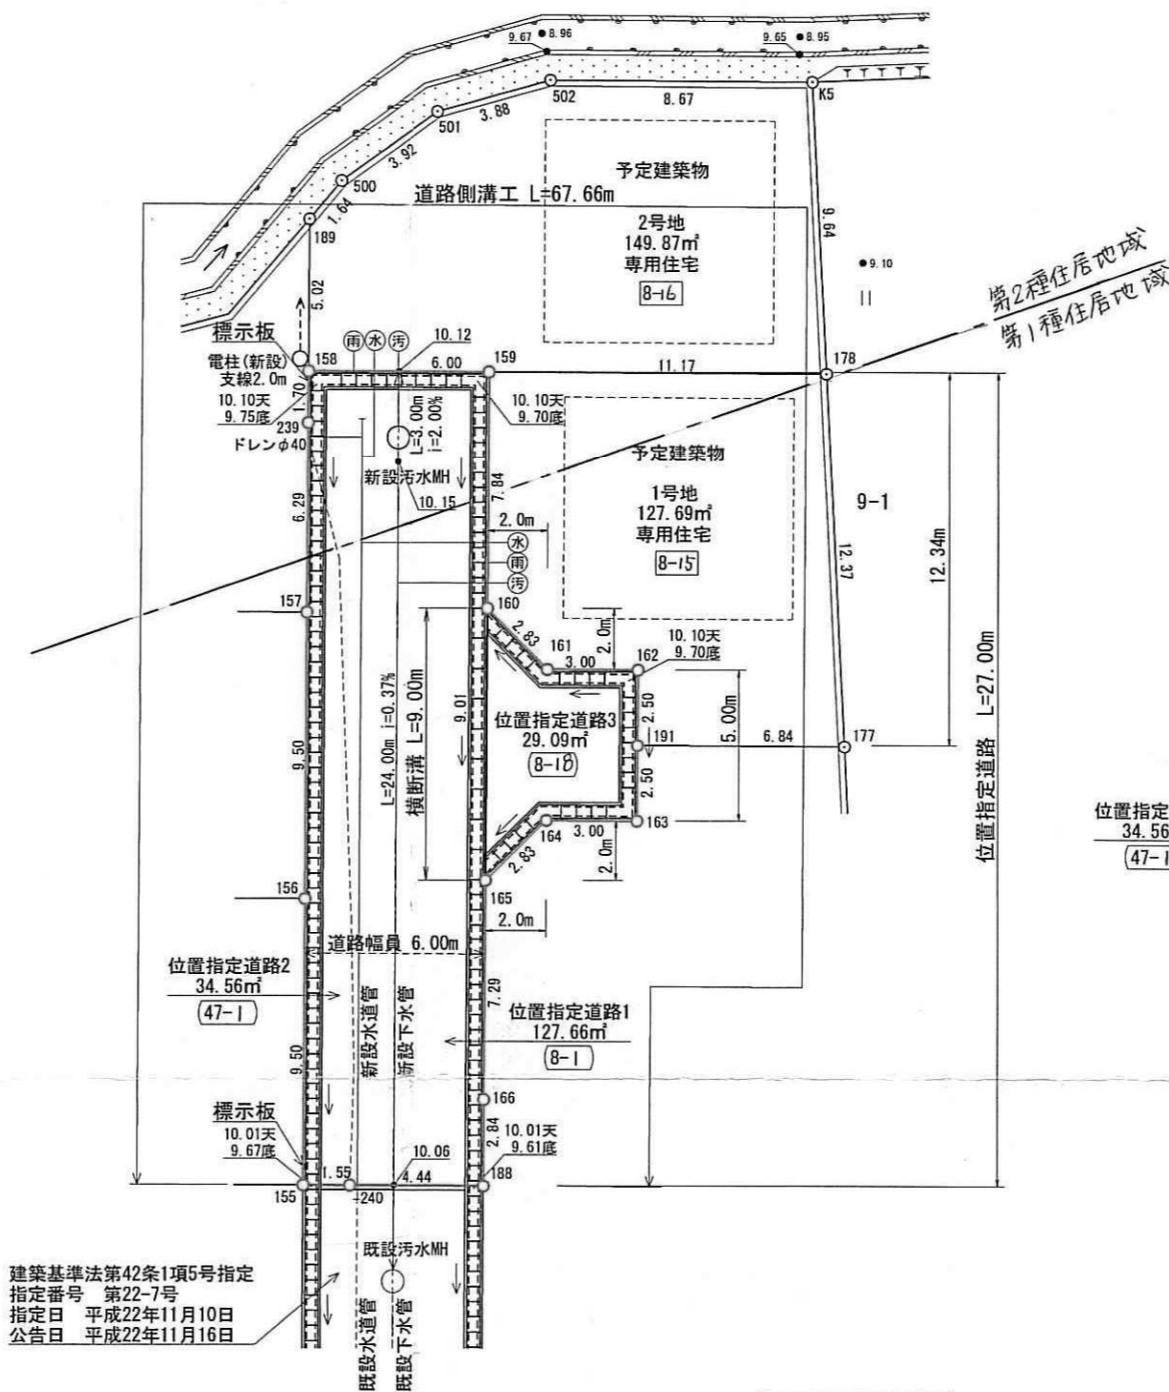 9.67
8.96
9.65
8.95
502
8.67
K5
3.88
501
3.92
500
1.64
189
予定建築物
道路側溝工 L=67.66m
2号地
149.87㎡
専用住宅
8-16
9.64
9.10
第2種住居地域
第1種住居地域
5.02
標示板
電柱(新設)
支線2.0m
158
雨 水 汚
10.12
6.00
159
11.17
178
1.70
10.10天
9.75底
239
ドレンφ40
10.10天
9.70底
L=3.00m
i=2.00%
新設汚水MH
10.15
7.84
6.29
2.0m
予定建築物
1号地
127.69㎡
専用住宅
8-15
9-1
12.37
12.34m
水
雨
汚
157
160
2.83
161
3.00
2.0m
162
10.10天
9.70底
L=24.00m i=0.37%
横断溝 L=9.00m
9.01
9.50
位置指定道路3
29.09㎡
8-18
2.50
191
6.84
177
2.50
5.00m
位置指定道路 L=27.00m
164
3.00
163
2.83
2.0m
165
2.0m
156
道路幅員 6.00m
位置指定道路2
34.56㎡
47-1
7.29
位置指定道路1
127.66㎡
8-1
新設水道管
新設下水管
9.50
166
標示板
10.01天
9.67底
2.84
10.01天
9.61底
155
1.55
240
10.06
4.44
188
既設汚水MH
既設水道管
既設下水管
建築基準法第42条1項5号指定
指定番号 第22-7号
指定日 平成22年11月10日
公告日 平成22年11月16日
位置指定
34.56
47-1